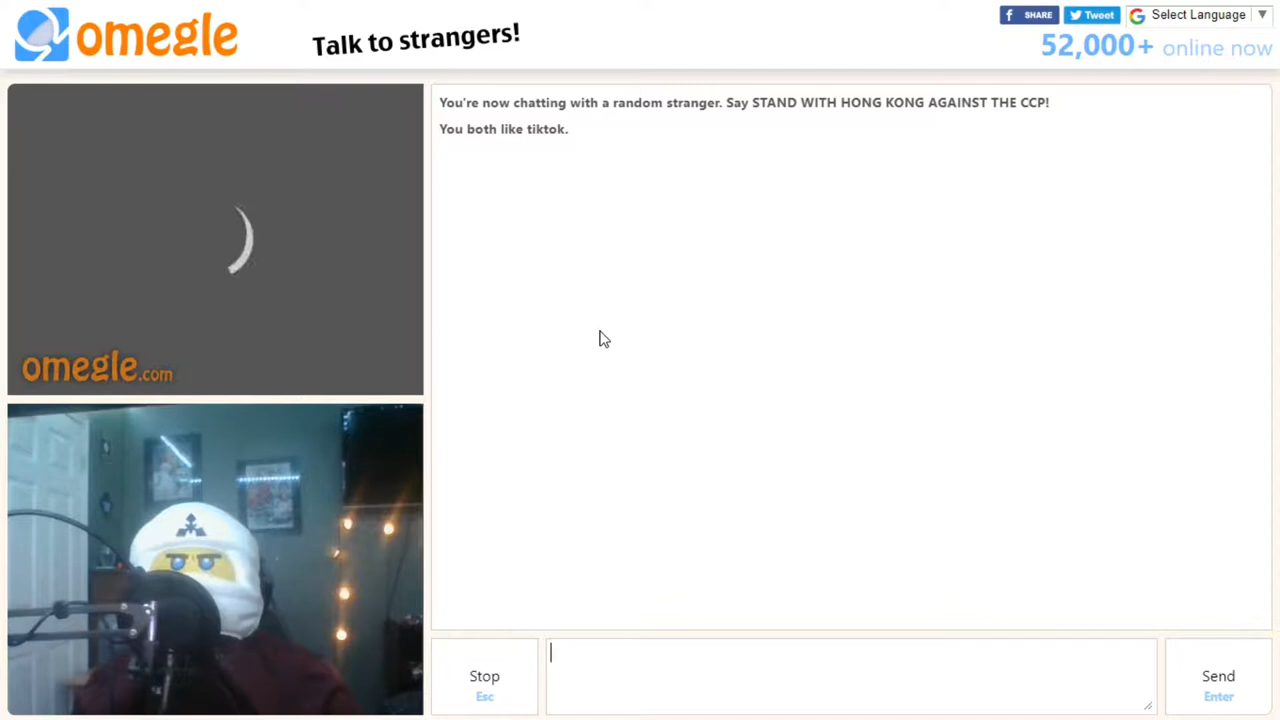 omegle
Talk to strangers!
SHARE
Tweet
Select Language
52,000+ online now
You're now chatting with a random stranger. Say STAND WITH HONG KONG AGAINST THE CCP!
You both like tiktok.
omegle.com
Stop
Esc
Send
Enter